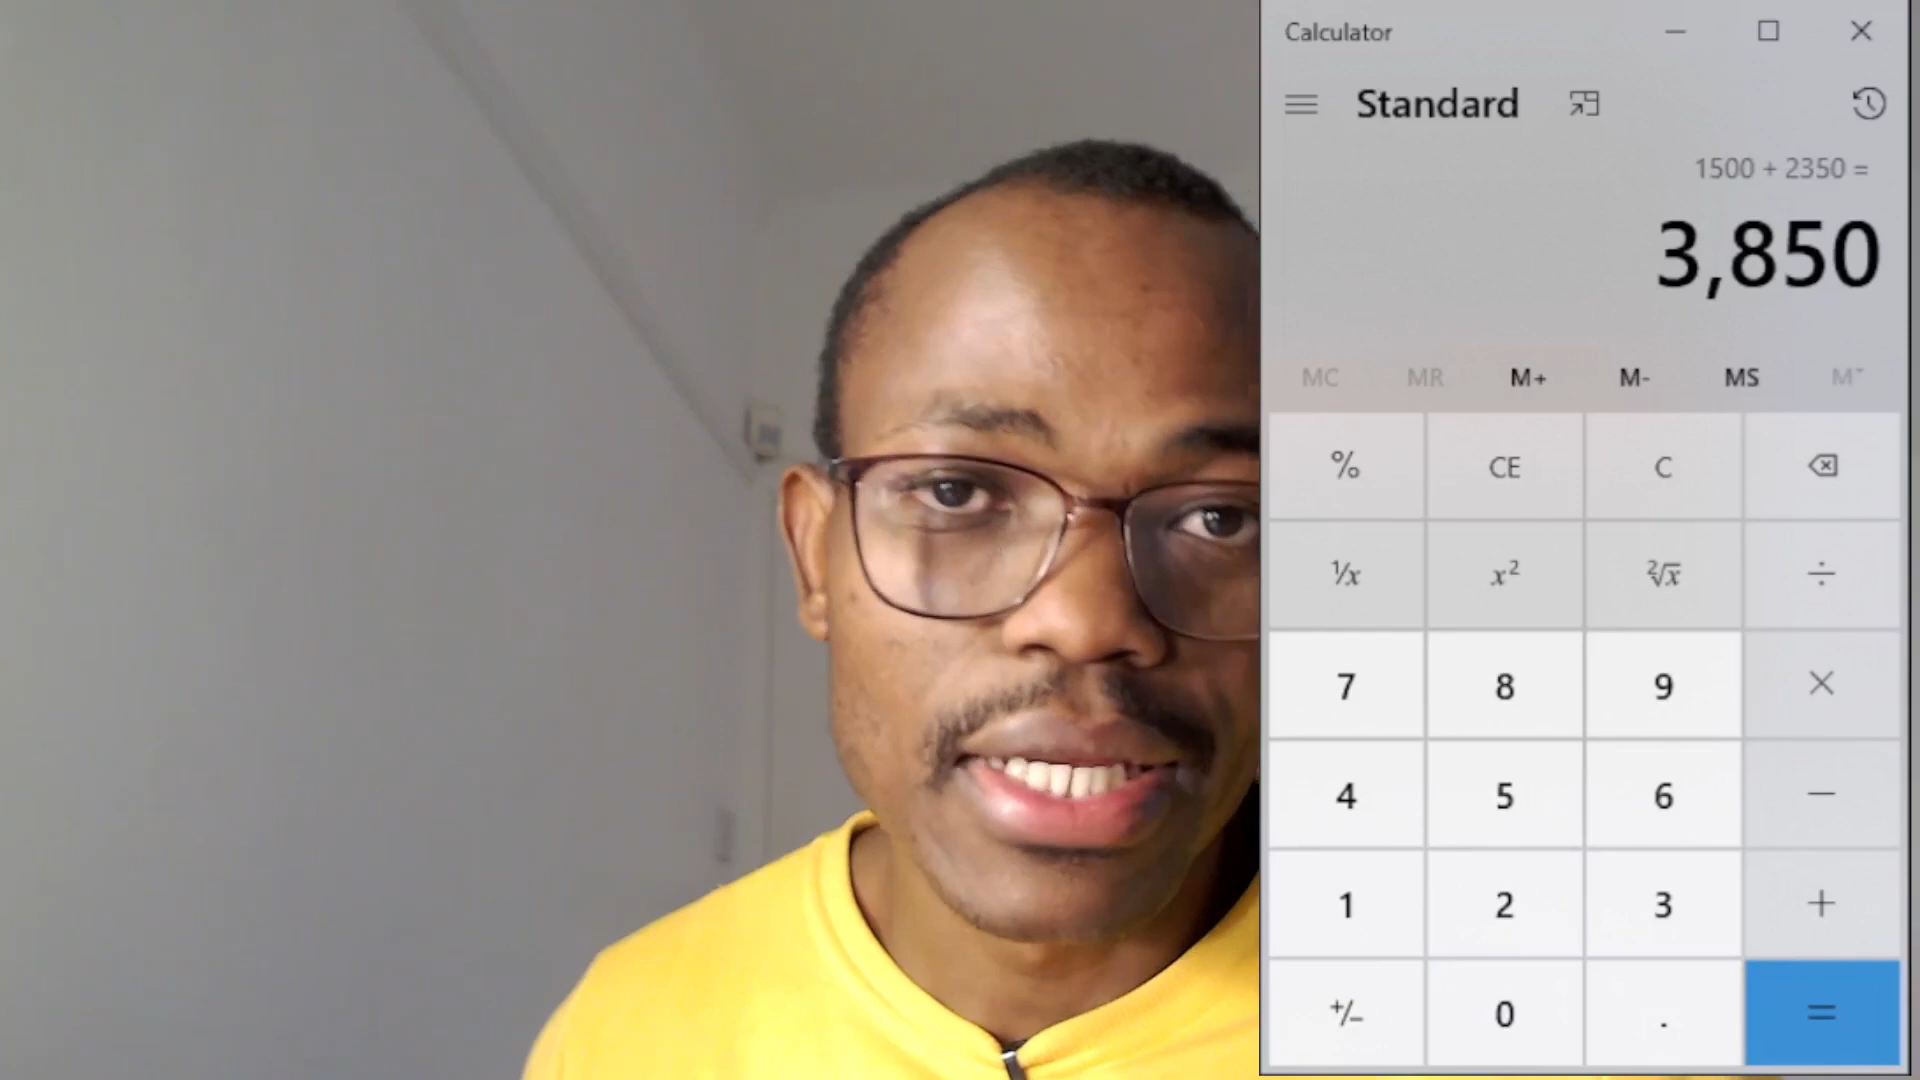 Calculator
Standard
1500 + 2350 =
3,850
MC MR M+ M- MS M˅
% CE C
¹/x x² ²√x ÷
7 8 9 ×
4 5 6 −
1 2 3 +
+/− 0 . =